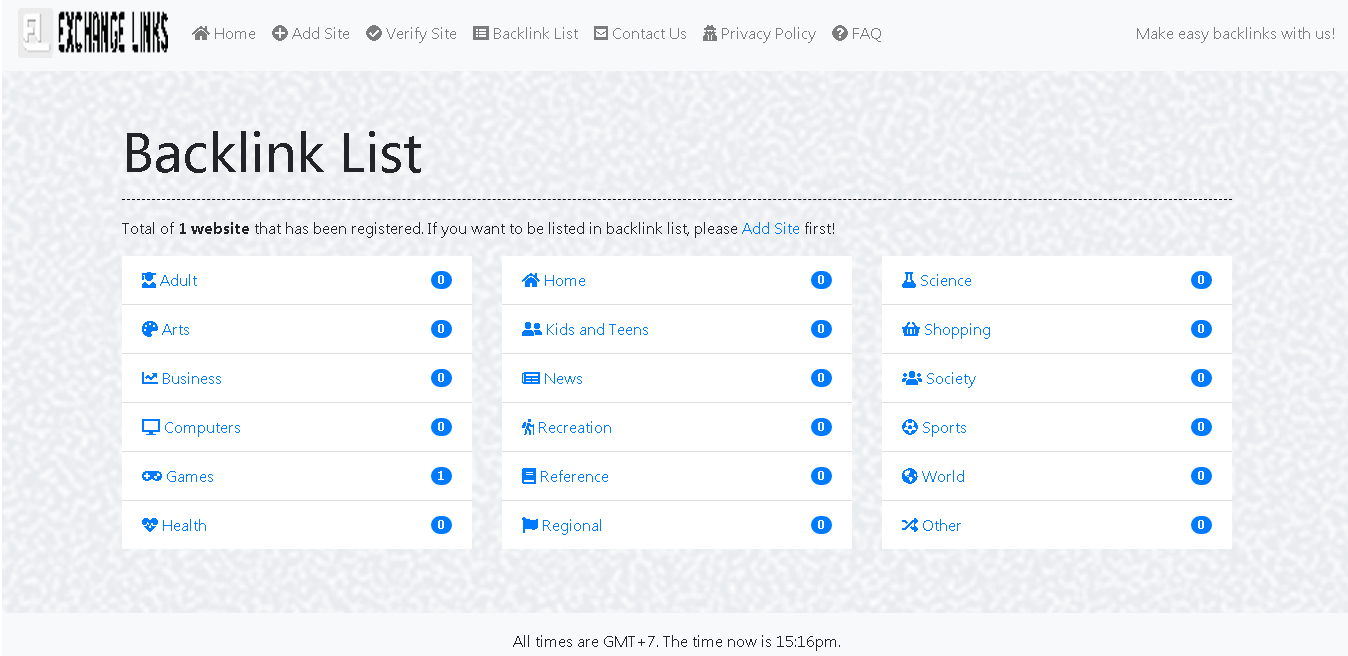 EXCHANGE LINKS Home Add Site Verify Site Backlink List Contact Us Privacy Policy FAQ Make easy backlinks with us!
Backlink List
Total of 1 website that has been registered. If you want to be listed in backlink list, please Add Site first!
Adult 0
Arts 0
Business 0
Computers 0
Games 1
Health 0
Home 0
Kids and Teens 0
News 0
Recreation 0
Reference 0
Regional 0
Science 0
Shopping 0
Society 0
Sports 0
World 0
Other 0
All times are GMT+7. The time now is 15:16pm.